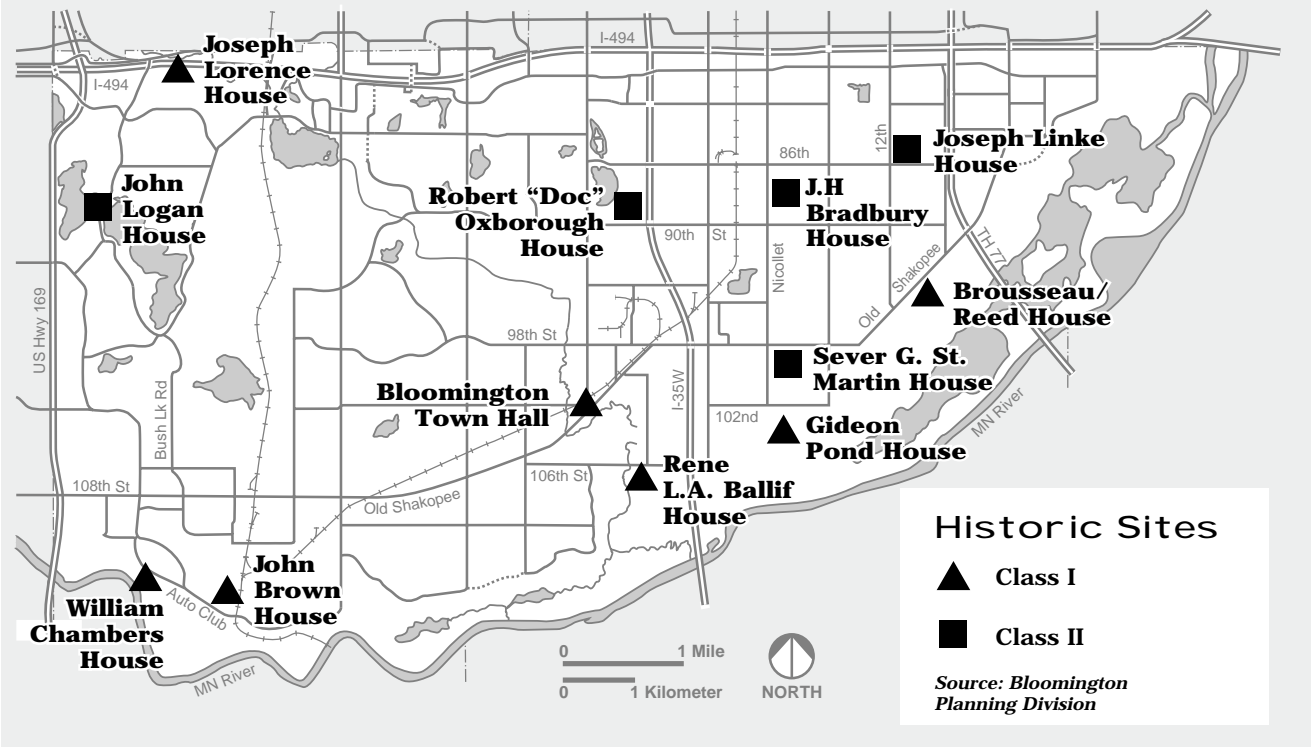 I-494
Joseph
Lorence
House
I-494
Joseph Linke
House
12th
86th
John
Logan
House
Robert “Doc”
Oxborough
House
J.H
Bradbury
House
90th St
Nicollet
Old Shakopee
TH 77
Brousseau/
Reed House
US Hwy 169
98th St
Sever G. St.
Martin House
Bush Lk Rd
Bloomington
Town Hall
I-35W
102nd
MN River
Gideon
Pond House
Rene
L.A. Ballif
House
106th St
108th St
Old Shakopee
John
Brown
House
Auto Club
William
Chambers
House
MN River
0 1 Mile
0 1 Kilometer
NORTH
Historic Sites
Class I
Class II
Source: Bloomington
Planning Division